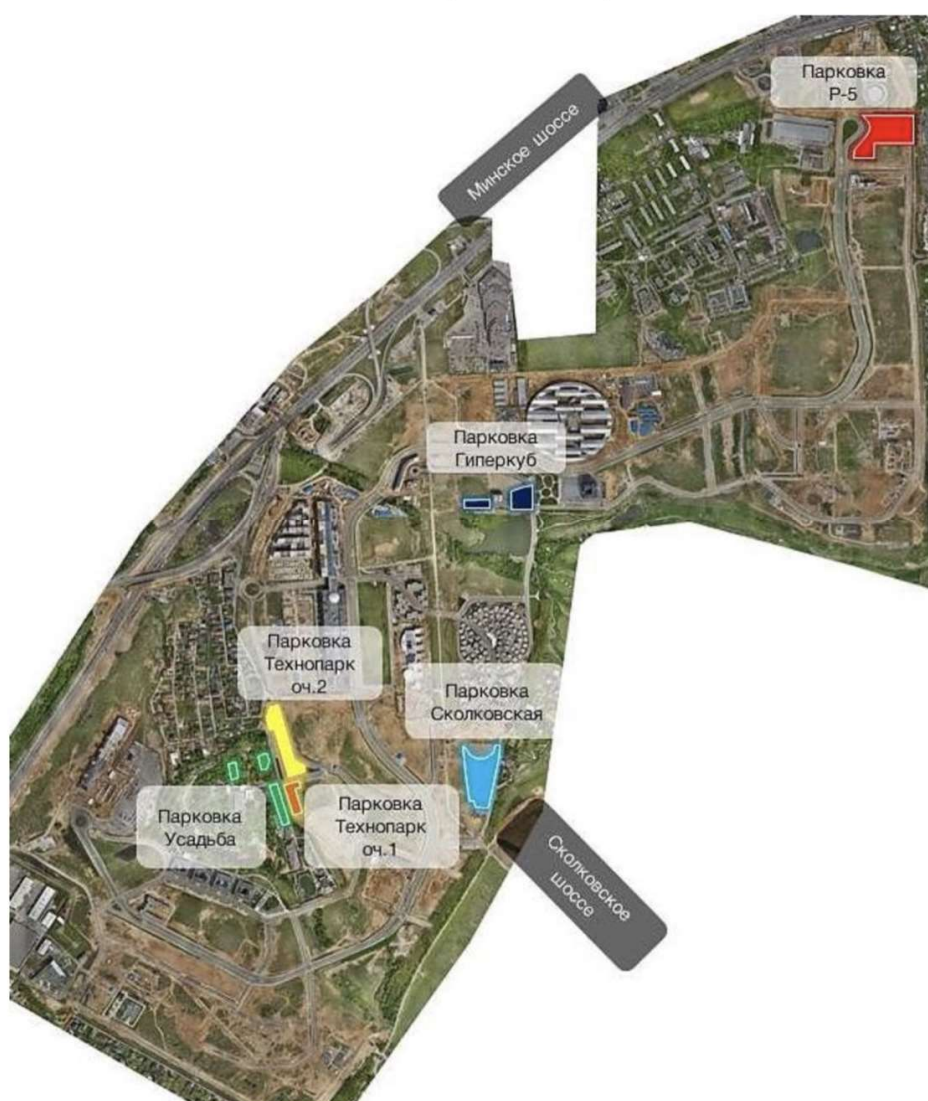 Парковка
Р-5
Минское шоссе
Парковка
Гиперкуб
Парковка
Технопарк
оч.2
Парковка
Сколковская
Парковка
Усадьба
Парковка
Технопарк
оч.1
Сколковское
шоссе